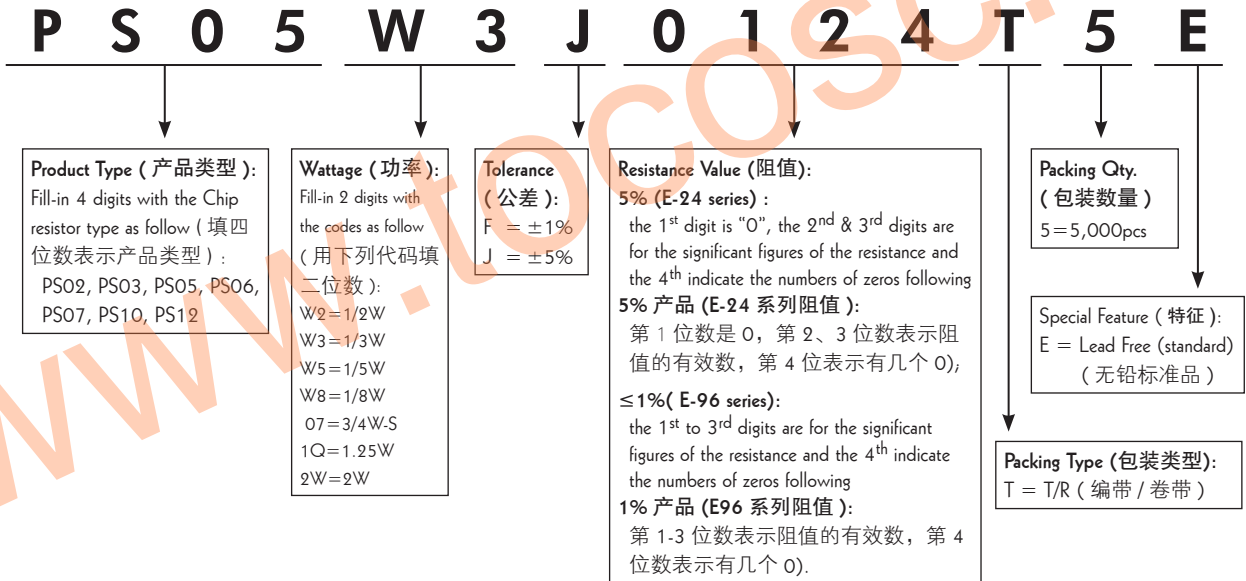 P S 0 5 W 3 J 0 1 2 4 T 5 E
Product Type ( 产品类型 ):
Fill-in 4 digits with the Chip
resistor type as follow ( 填四
位数表示产品类型 ) :
PS02, PS03, PS05, PS06,
PS07, PS10, PS12
Wattage ( 功率 ):
Fill-in 2 digits with
the codes as follow
( 用下列代码填
二位数 ):
W2=1/2W
W3=1/3W
W5=1/5W
W8=1/8W
07=3/4W-S
1Q=1.25W
2W=2W
Tolerance
( 公差 ):
F =±1%
J =±5%
Resistance Value (阻值):
5% (E-24 series) :
the 1st digit is "0", the 2nd & 3rd digits are
for the significant figures of the resistance and
the 4th indicate the numbers of zeros following
5% 产品 (E-24 系列阻值 ):
第 1 位数是 0，第 2、3 位数表示阻
值的有效数，第 4 位表示有几个 0);
≤1%( E-96 series):
the 1st to 3rd digits are for the significant
figures of the resistance and the 4th indicate
the numbers of zeros following
1% 产品 (E96 系列阻值 ):
第 1-3 位数表示阻值的有效数，第 4
位数表示有几个 0).
Packing Qty.
( 包装数量 )
5=5,000pcs
Special Feature ( 特征 ):
E = Lead Free (standard)
( 无铅标准品 )
Packing Type (包装类型):
T = T/R ( 编带 / 卷带 )
www.tocosc.